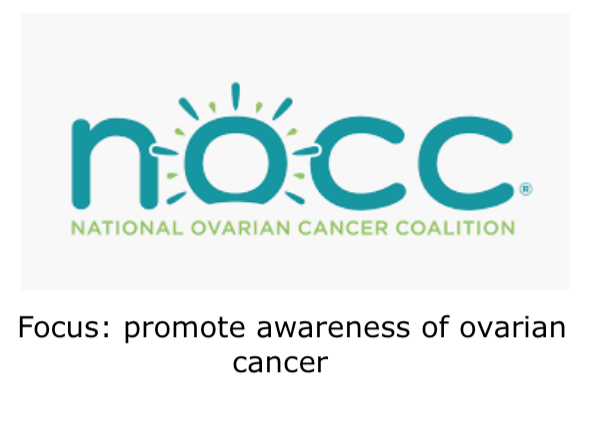 nocc®
NATIONAL OVARIAN CANCER COALITION
Focus: promote awareness of ovarian
cancer